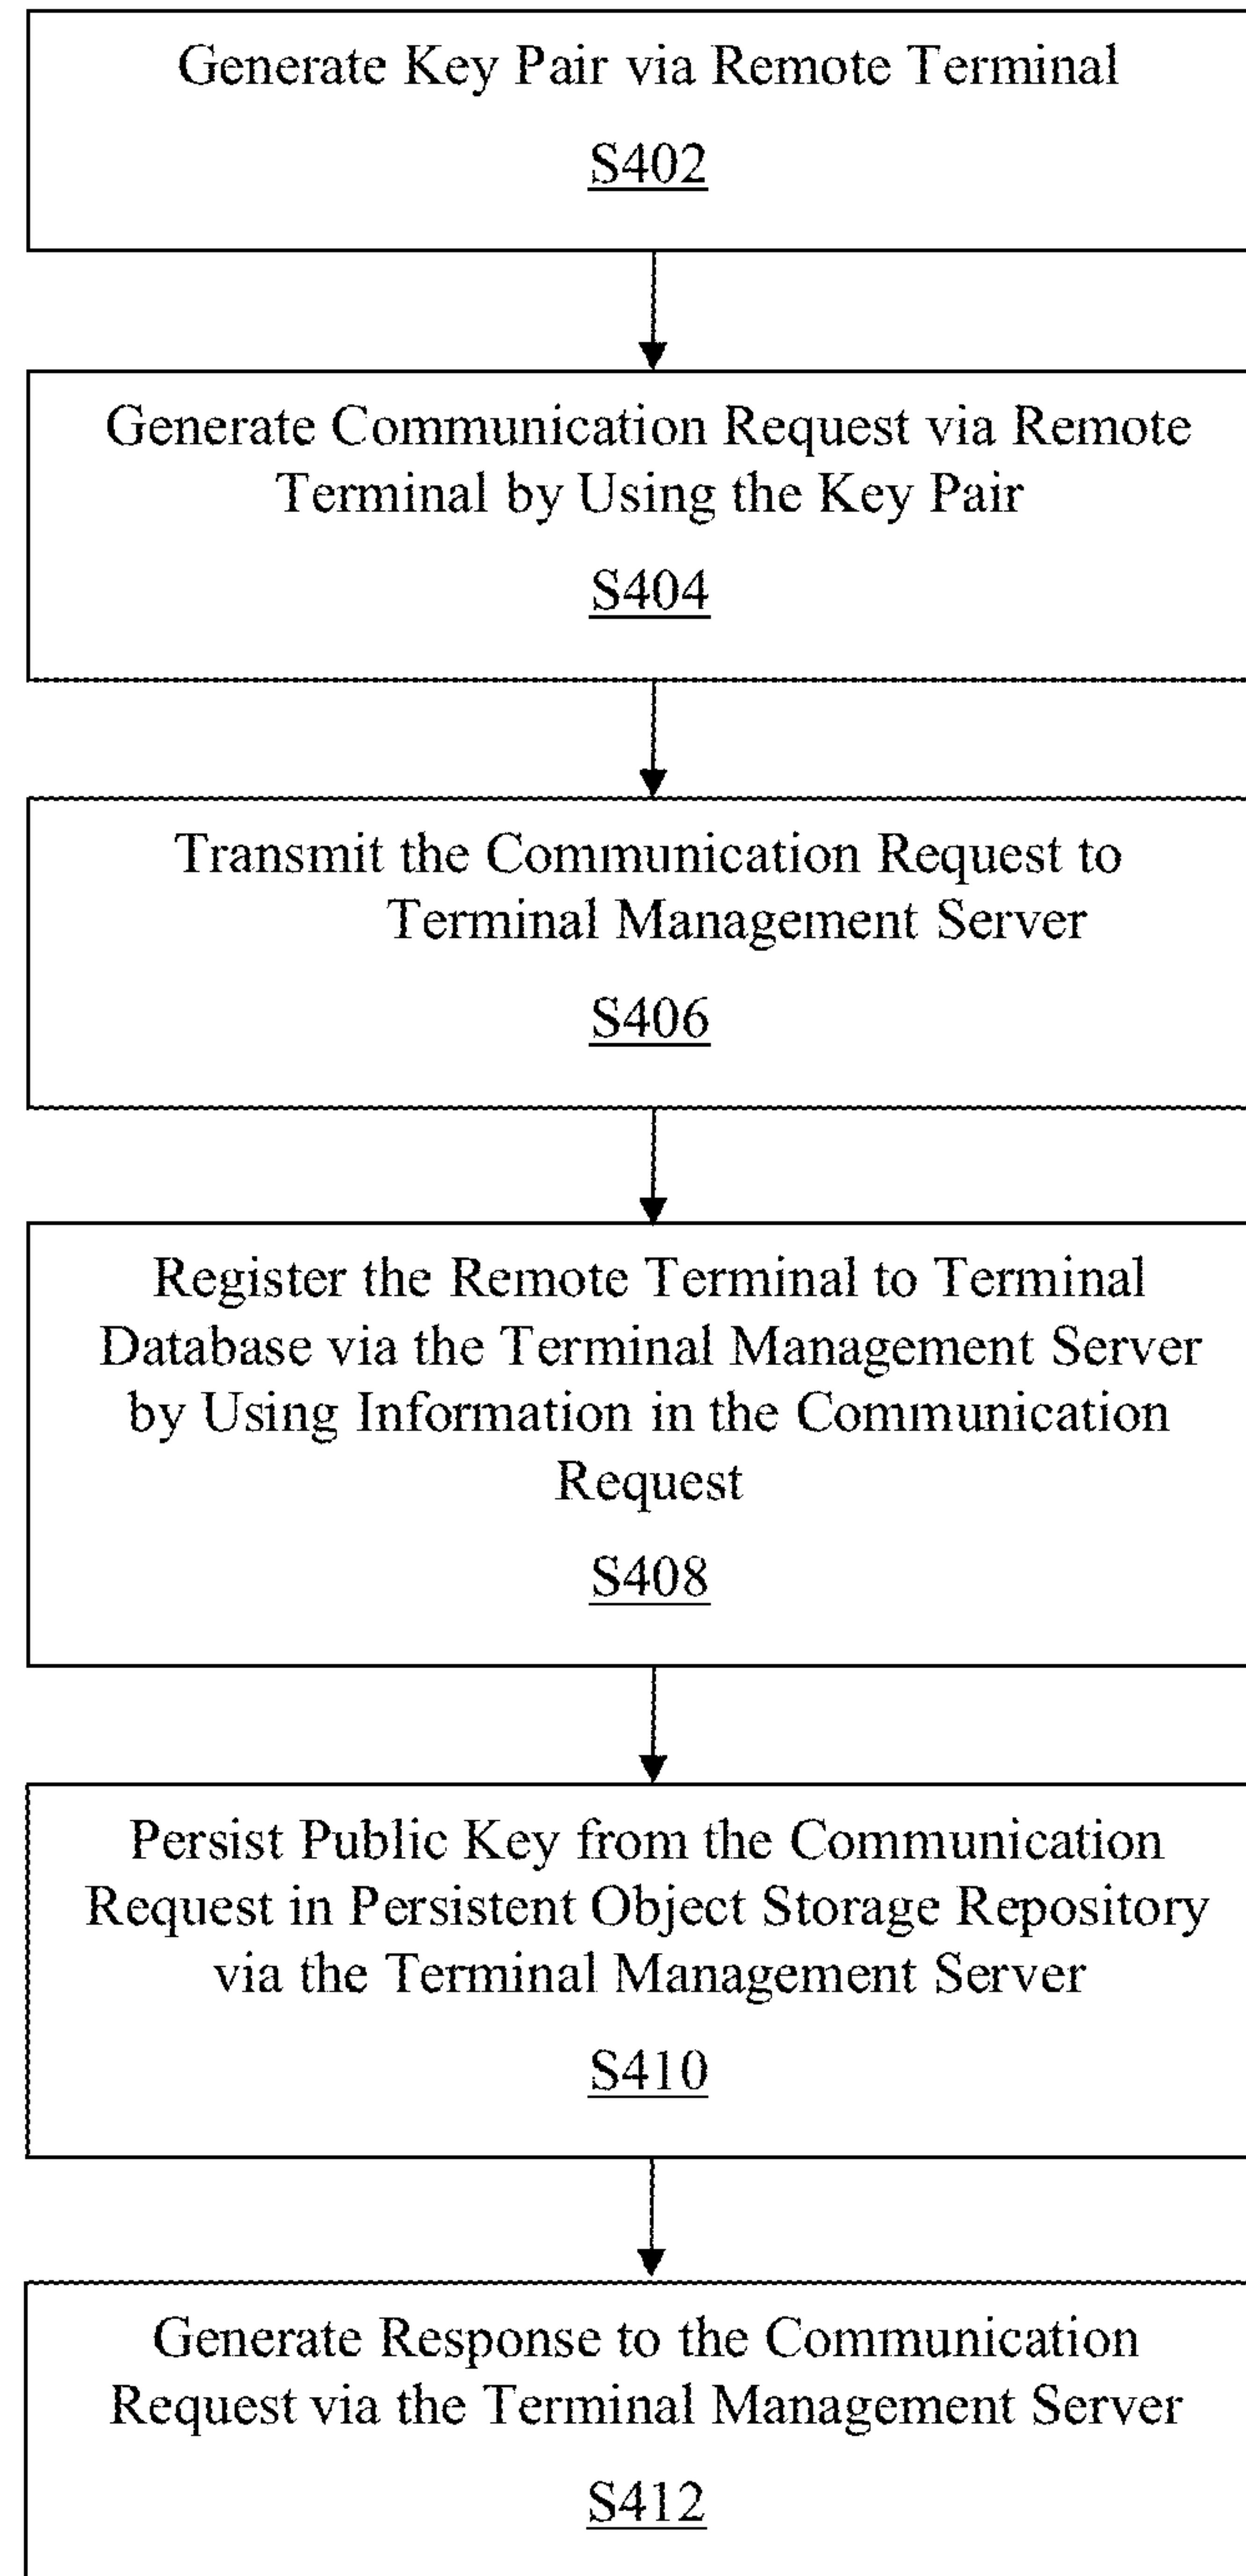 Generate Key Pair via Remote Terminal
S402
Generate Communication Request via Remote
Terminal by Using the Key Pair
S404
Transmit the Communication Request to
Terminal Management Server
S406
Register the Remote Terminal to Terminal
Database via the Terminal Management Server
by Using Information in the Communication
Request
S408
Persist Public Key from the Communication
Request in Persistent Object Storage Repository
via the Terminal Management Server
S410
Generate Response to the Communication
Request via the Terminal Management Server
S412